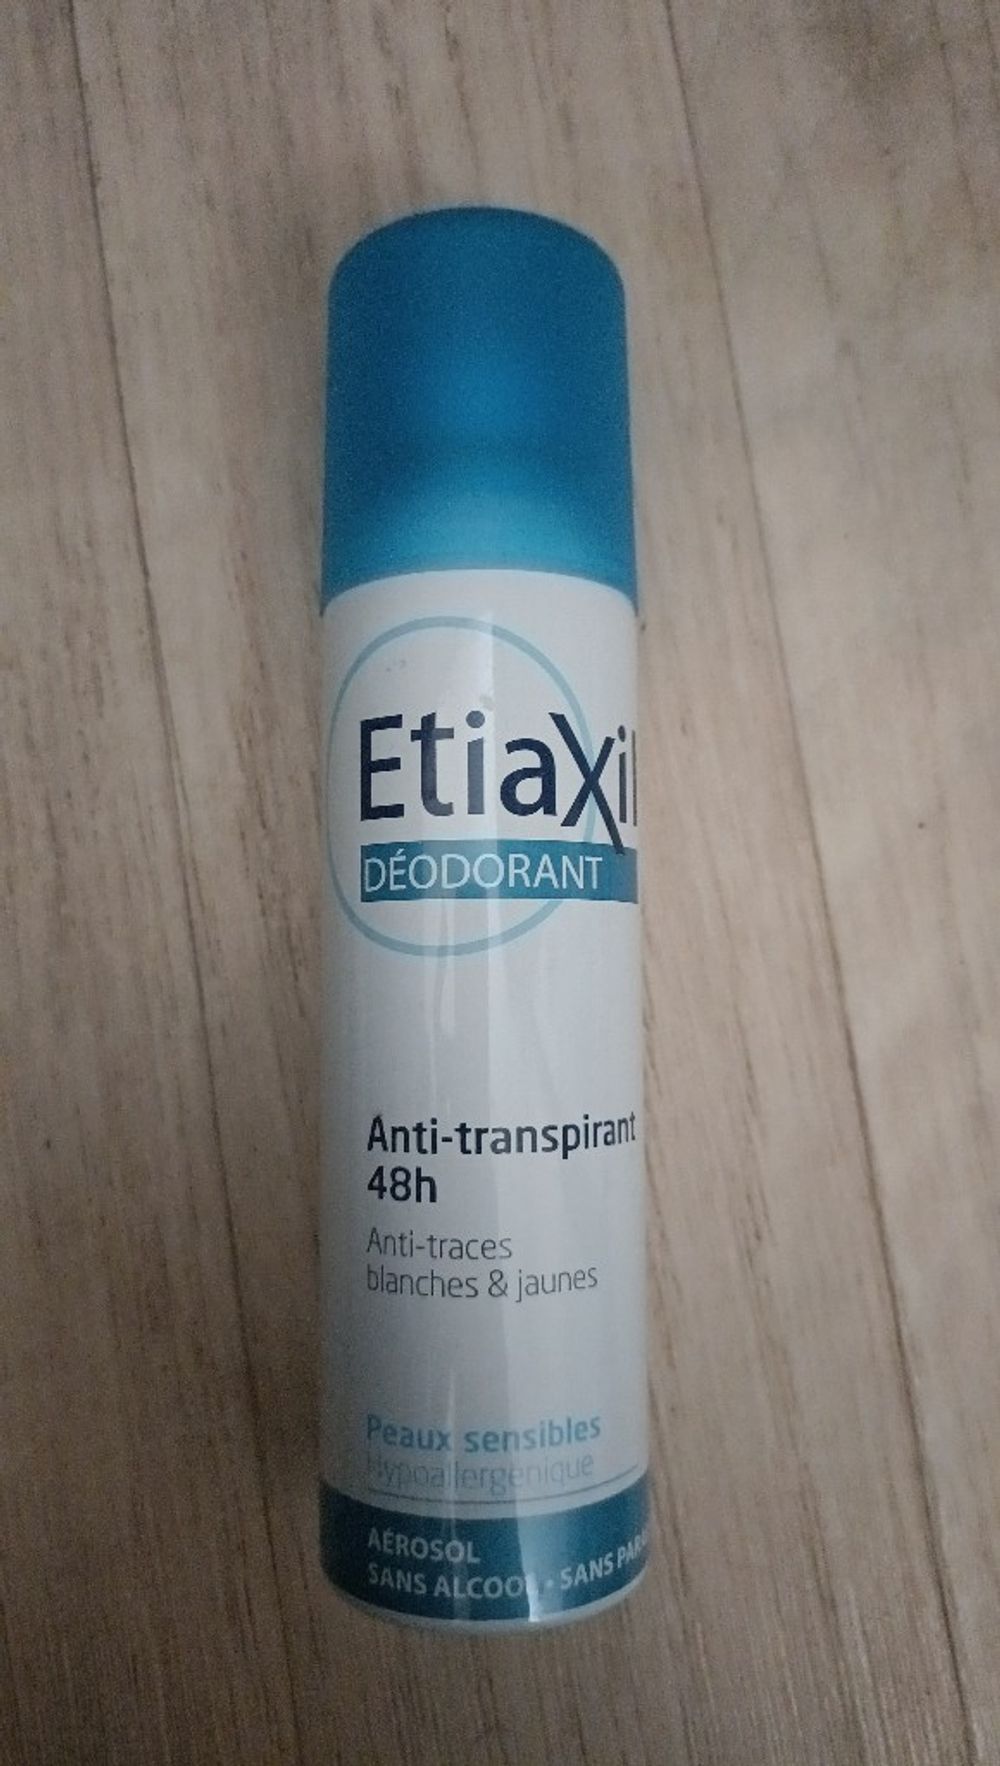 Etiaxil
DÉODORANT
Anti-transpirant
48h
Anti-traces
blanches & jaunes
Peaux sensibles
Hypoallergénique
AÉROSOL
SANS ALCOOL • SANS